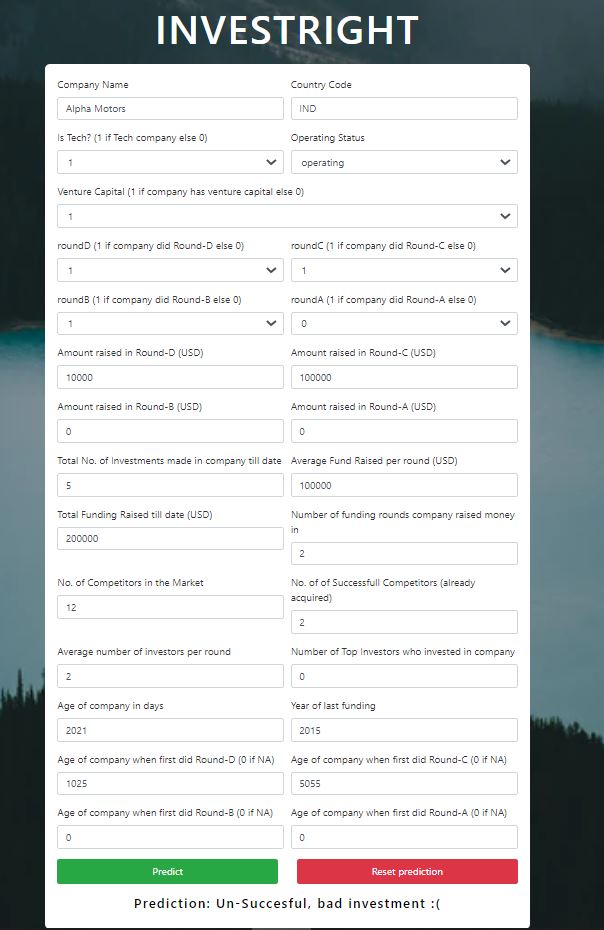 INVESTRIGHT
Company Name
Country Code
Alpha Motors
IND
Is Tech? (1 if Tech company else 0)
Operating Status
1
operating
Venture Capital (1 if company has venture capital else 0)
1
roundD (1 if company did Round-D else 0)
roundC (1 if company did Round-C else 0)
1
1
roundB (1 if company did Round-B else 0)
roundA (1 if company did Round-A else 0)
1
0
Amount raised in Round-D (USD)
Amount raised in Round-C (USD)
10000
100000
Amount raised in Round-B (USD)
Amount raised in Round-A (USD)
0
0
Total No. of Investments made in company till date
Average Fund Raised per round (USD)
5
100000
Total Funding Raised till date (USD)
200000
Number of funding rounds company raised money
in
2
No. of Competitors in the Market
12
No. of of Successfull Competitors (already
acquired)
2
Average number of investors per round
Number of Top Investors who invested in company
2
0
Age of company in days
Year of last funding
2021
2015
Age of company when first did Round-D (0 if NA)
Age of company when first did Round-C (0 if NA)
1025
5055
Age of company when first did Round-B (0 if NA)
Age of company when first did Round-A (0 if NA)
0
0
Predict
Reset prediction
Prediction: Un-Succesful, bad investment :(